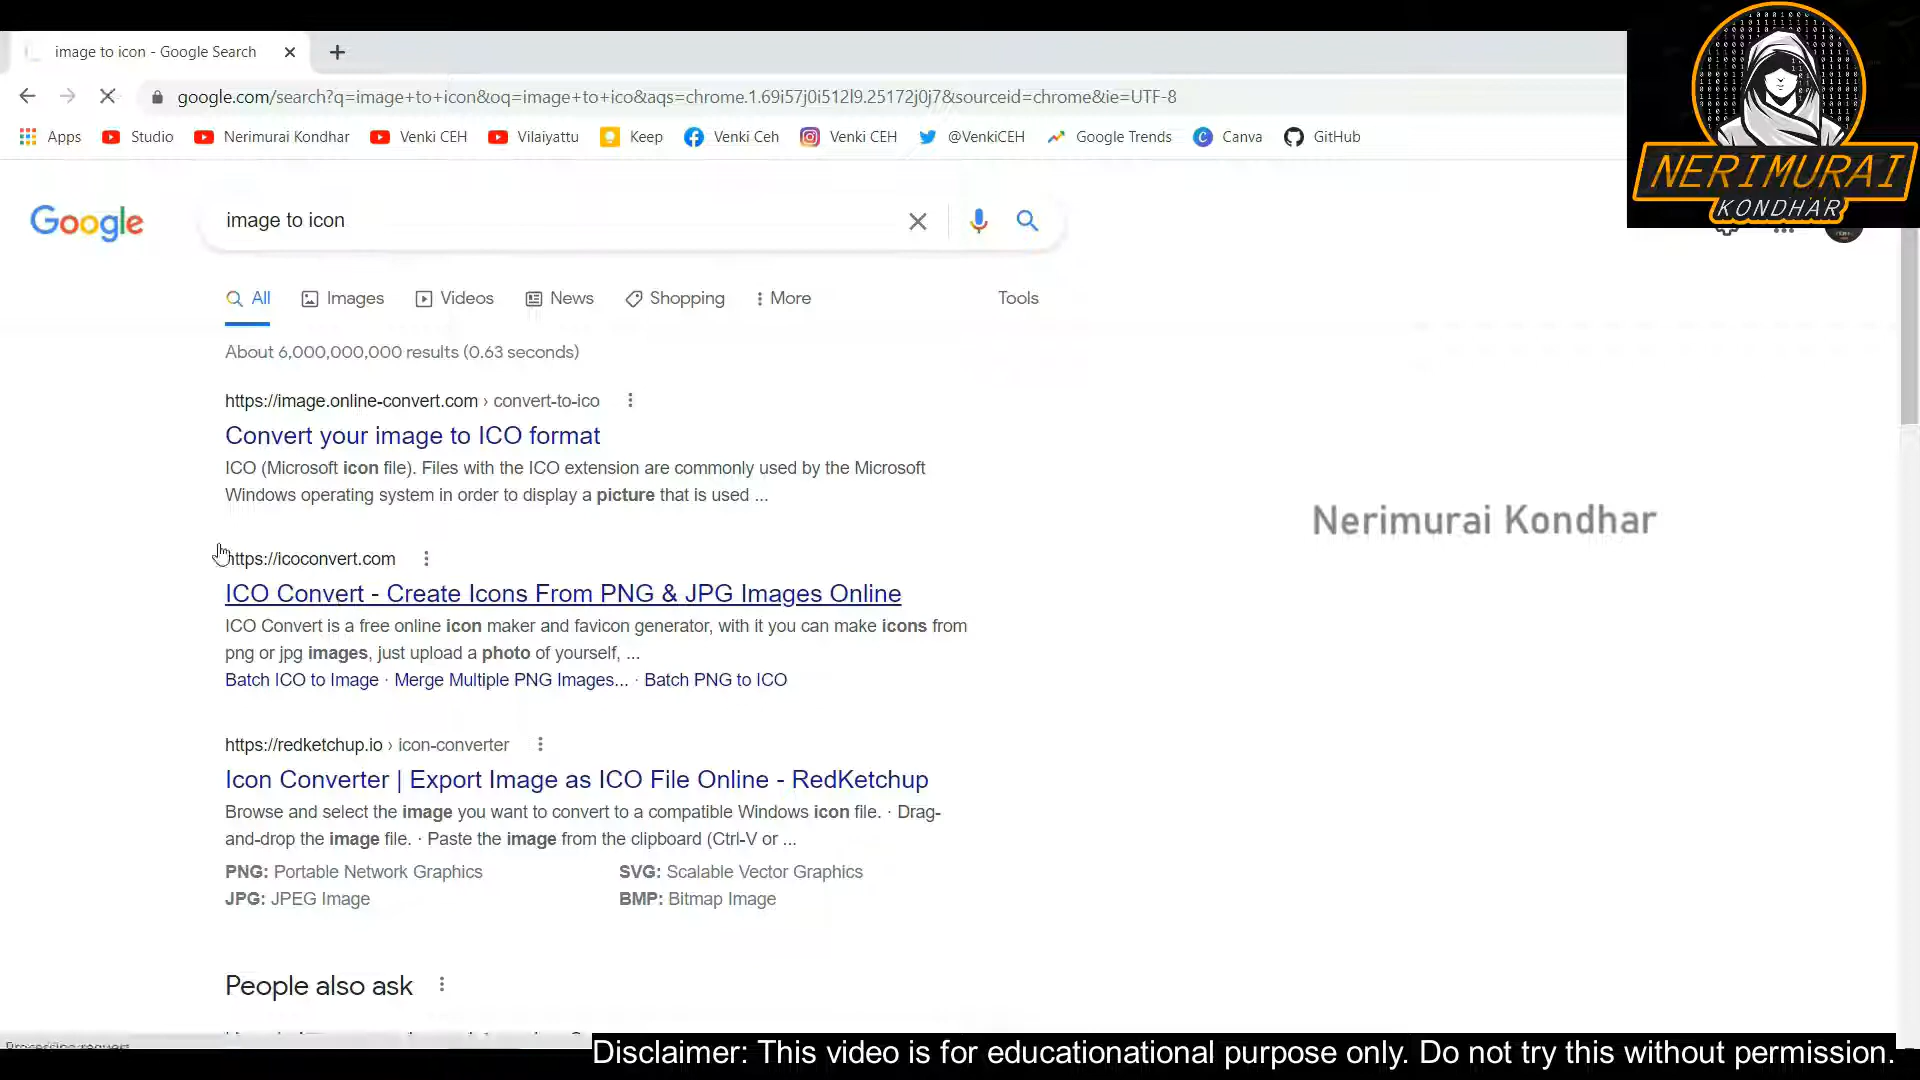 image to icon - Google Search
google.com/search?q=image+to+icon&oq=image+to+ico&aqs=chrome.1.69i57j0i512l9.25172j0j7&sourceid=chrome&ie=UTF-8
Apps Studio Nerimurai Kondhar Venki CEH Vilaiyattu Keep Venki Ceh Venki CEH @VenkiCEH Google Trends Canva GitHub
NERIMURAI
KONDHAR
Google
image to icon
All Images Videos News Shopping More Tools
About 6,000,000,000 results (0.63 seconds)
https://image.online-convert.com › convert-to-ico
Convert your image to ICO format
ICO (Microsoft icon file). Files with the ICO extension are commonly used by the Microsoft
Windows operating system in order to display a picture that is used ...
Nerimurai Kondhar
https://icoconvert.com
ICO Convert - Create Icons From PNG & JPG Images Online
ICO Convert is a free online icon maker and favicon generator, with it you can make icons from
png or jpg images, just upload a photo of yourself, ...
Batch ICO to Image · Merge Multiple PNG Images... · Batch PNG to ICO
https://redketchup.io › icon-converter
Icon Converter | Export Image as ICO File Online - RedKetchup
Browse and select the image you want to convert to a compatible Windows icon file. · Drag-
and-drop the image file. · Paste the image from the clipboard (Ctrl-V or ...
PNG: Portable Network Graphics SVG: Scalable Vector Graphics
JPG: JPEG Image BMP: Bitmap Image
People also ask
Disclaimer: This video is for educationational purpose only. Do not try this without permission.